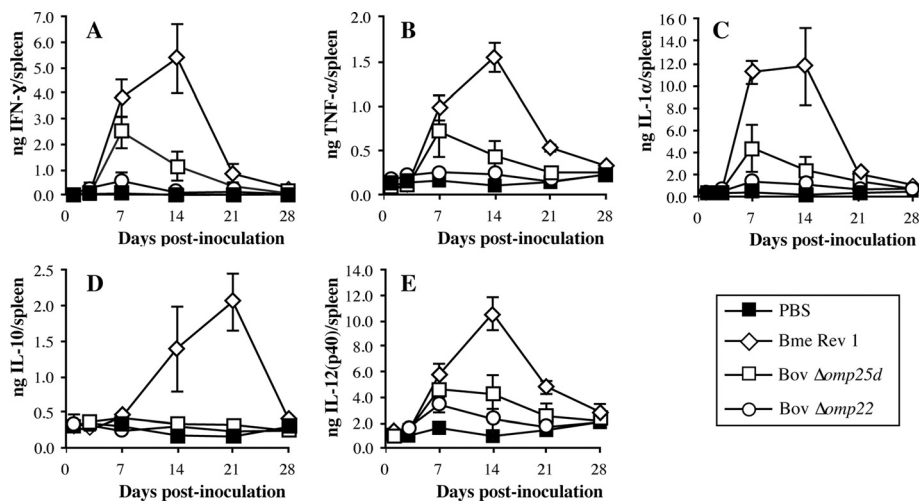 A
ng IFN-γ/spleen
7.0
6.0
5.0
4.0
3.0
2.0
1.0
0.0
0 7 14 21 28
Days post-inoculation
B
ng TNF-α/spleen
2.0
1.5
1.0
0.5
0.0
0 7 14 21 28
Days post-inoculation
C
ng IL-1α/spleen
16.0
14.0
12.0
10.0
8.0
6.0
4.0
2.0
0.0
0 7 14 21 28
Days post-inoculation
D
ng IL-10/spleen
2.5
2.0
1.5
1.0
0.5
0.0
0 7 14 21 28
Days post-inoculation
E
ng IL-12(p40)/spleen
14.0
12.0
10.0
8.0
6.0
4.0
2.0
0.0
0 7 14 21 28
Days post-inoculation
PBS
Bme Rev 1
Bov Δomp25d
Bov Δomp22